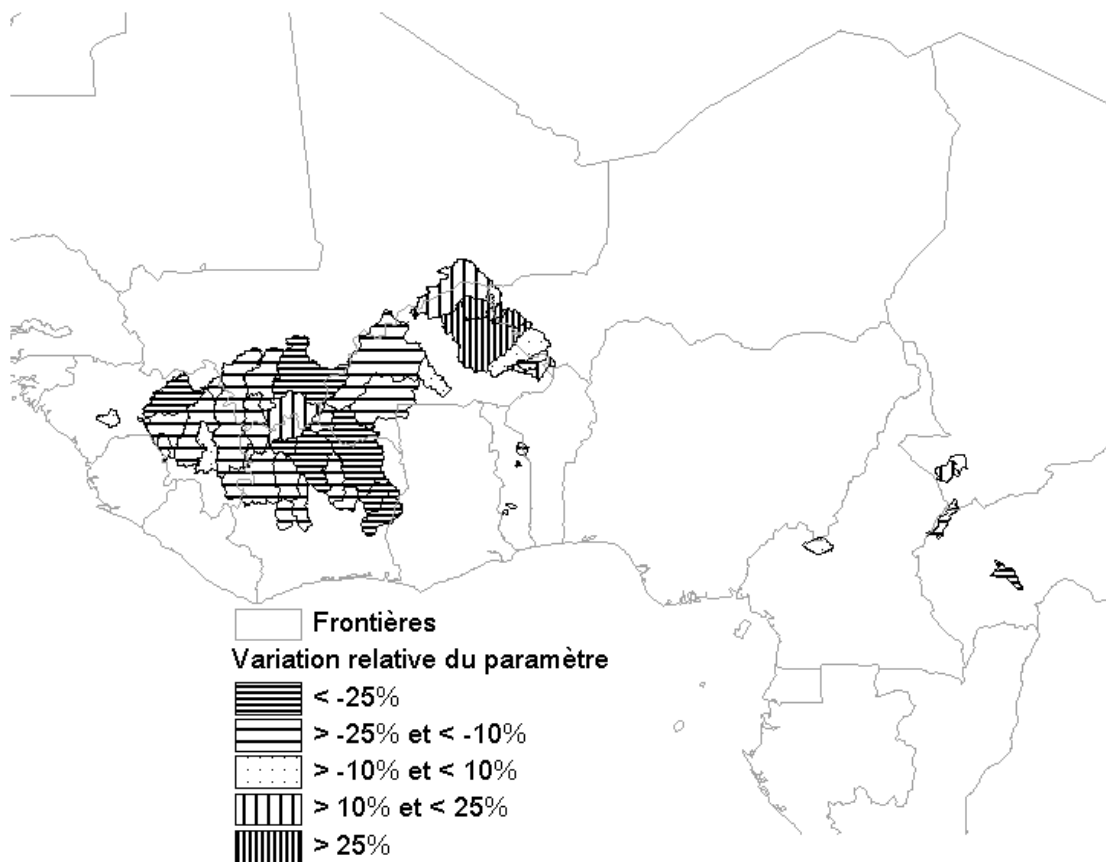 Frontières
Variation relative du paramètre
< -25%
> -25% et < -10%
> -10% et < 10%
> 10% et < 25%
> 25%